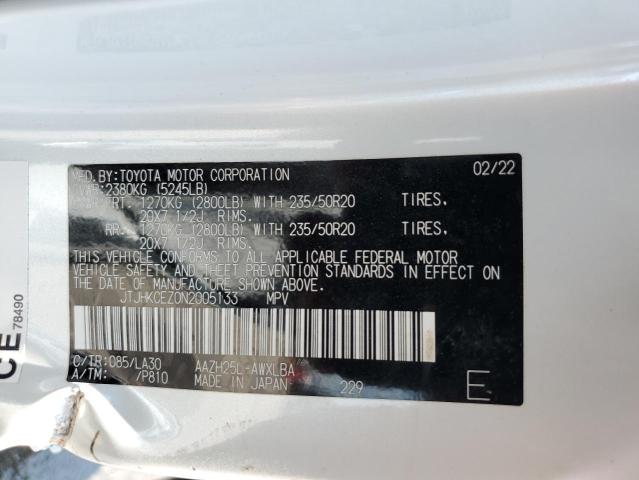 MFD. BY: TOYOTA MOTOR CORPORATION 02/22
GVWR: 2380KG (5245LB)
GAWR: FRT. 1270KG (2800LB) WITH 235/50R20 TIRES.
20X7 1/2J RIMS.
RR. 1270KG (2800LB) WITH 235/50R20 TIRES.
20X7 1/2J RIMS.
THIS VEHICLE CONFORMS TO ALL APPLICABLE FEDERAL MOTOR
VEHICLE SAFETY AND BUMPER STANDARDS IN EFFECT ON
THE DATE OF MANUFACTURE SHOWN ABOVE.
JTJHKCEZ0N2005133 MPV
C/TR: 085/LA30 AAZH25L-AWXLBA
A/TM: /P810 MADE IN JAPAN 229 E
CE 78490